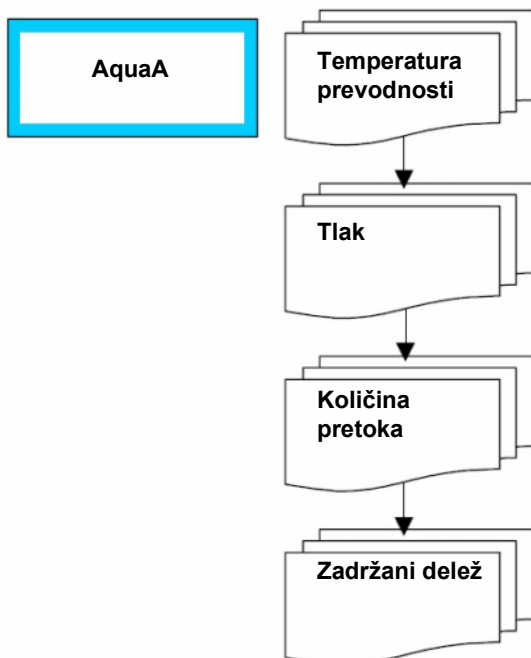 AquaA
Temperatura
prevodnosti
Tlak
Količina
pretoka
Zadržani delež